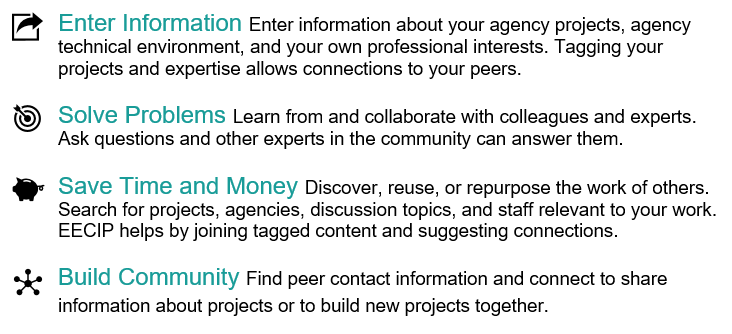 Enter Information Enter information about your agency projects, agency
technical environment, and your own professional interests. Tagging your
projects and expertise allows connections to your peers.
Solve Problems Learn from and collaborate with colleagues and experts.
Ask questions and other experts in the community can answer them.
Save Time and Money Discover, reuse, or repurpose the work of others.
Search for projects, agencies, discussion topics, and staff relevant to your work.
EECIP helps by joining tagged content and suggesting connections.
Build Community Find peer contact information and connect to share
information about projects or to build new projects together.